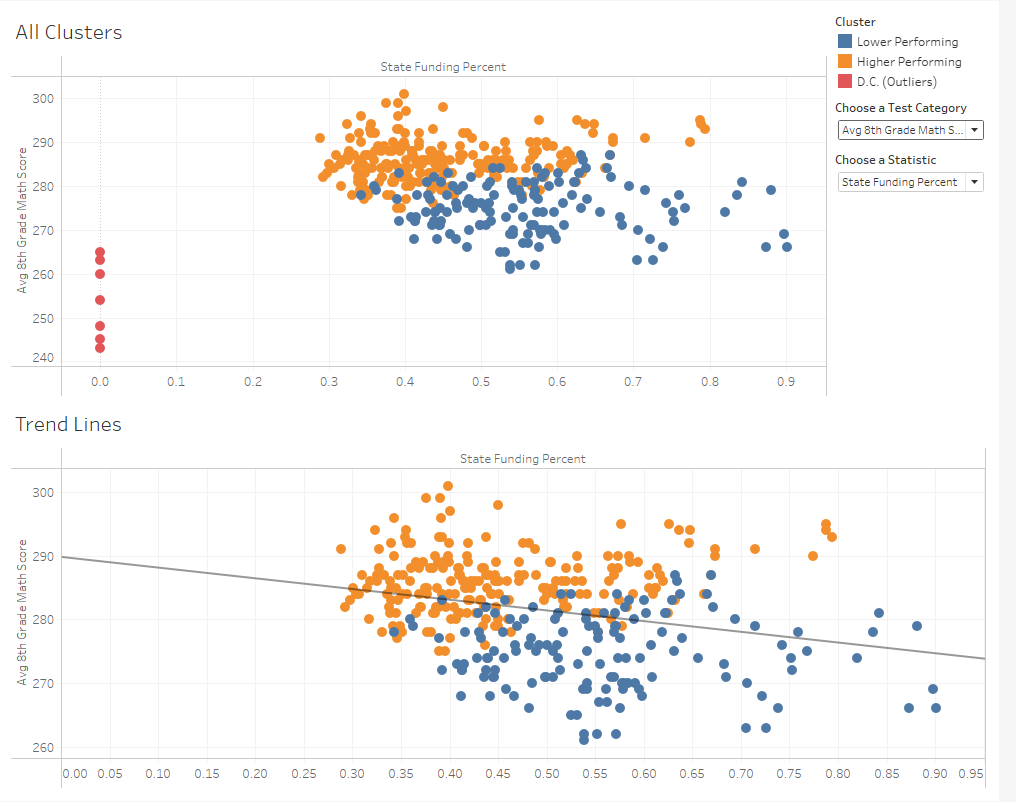 All Clusters
State Funding Percent
Avg 8th Grade Math Score
300
290
280
270
260
250
240
0.0 0.1 0.2 0.3 0.4 0.5 0.6 0.7 0.8 0.9
Cluster
Lower Performing
Higher Performing
D.C. (Outliers)
Choose a Test Category
Avg 8th Grade Math S...
Choose a Statistic
State Funding Percent
Trend Lines
State Funding Percent
Avg 8th Grade Math Score
300
290
280
270
260
0.00 0.05 0.10 0.15 0.20 0.25 0.30 0.35 0.40 0.45 0.50 0.55 0.60 0.65 0.70 0.75 0.80 0.85 0.90 0.95